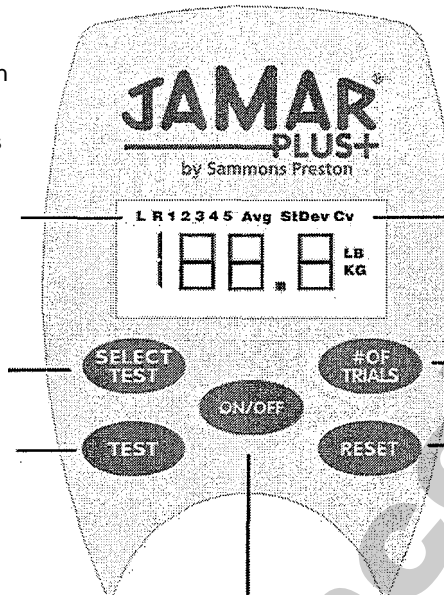 n
s
JAMAR®
PLUS+
by Sammons Preston
L R 1 2 3 4 5 Avg StDev Cv
188.8
LB
KG
SELECT
TEST
#OF
TRIALS
ON/OFF
TEST
RESET